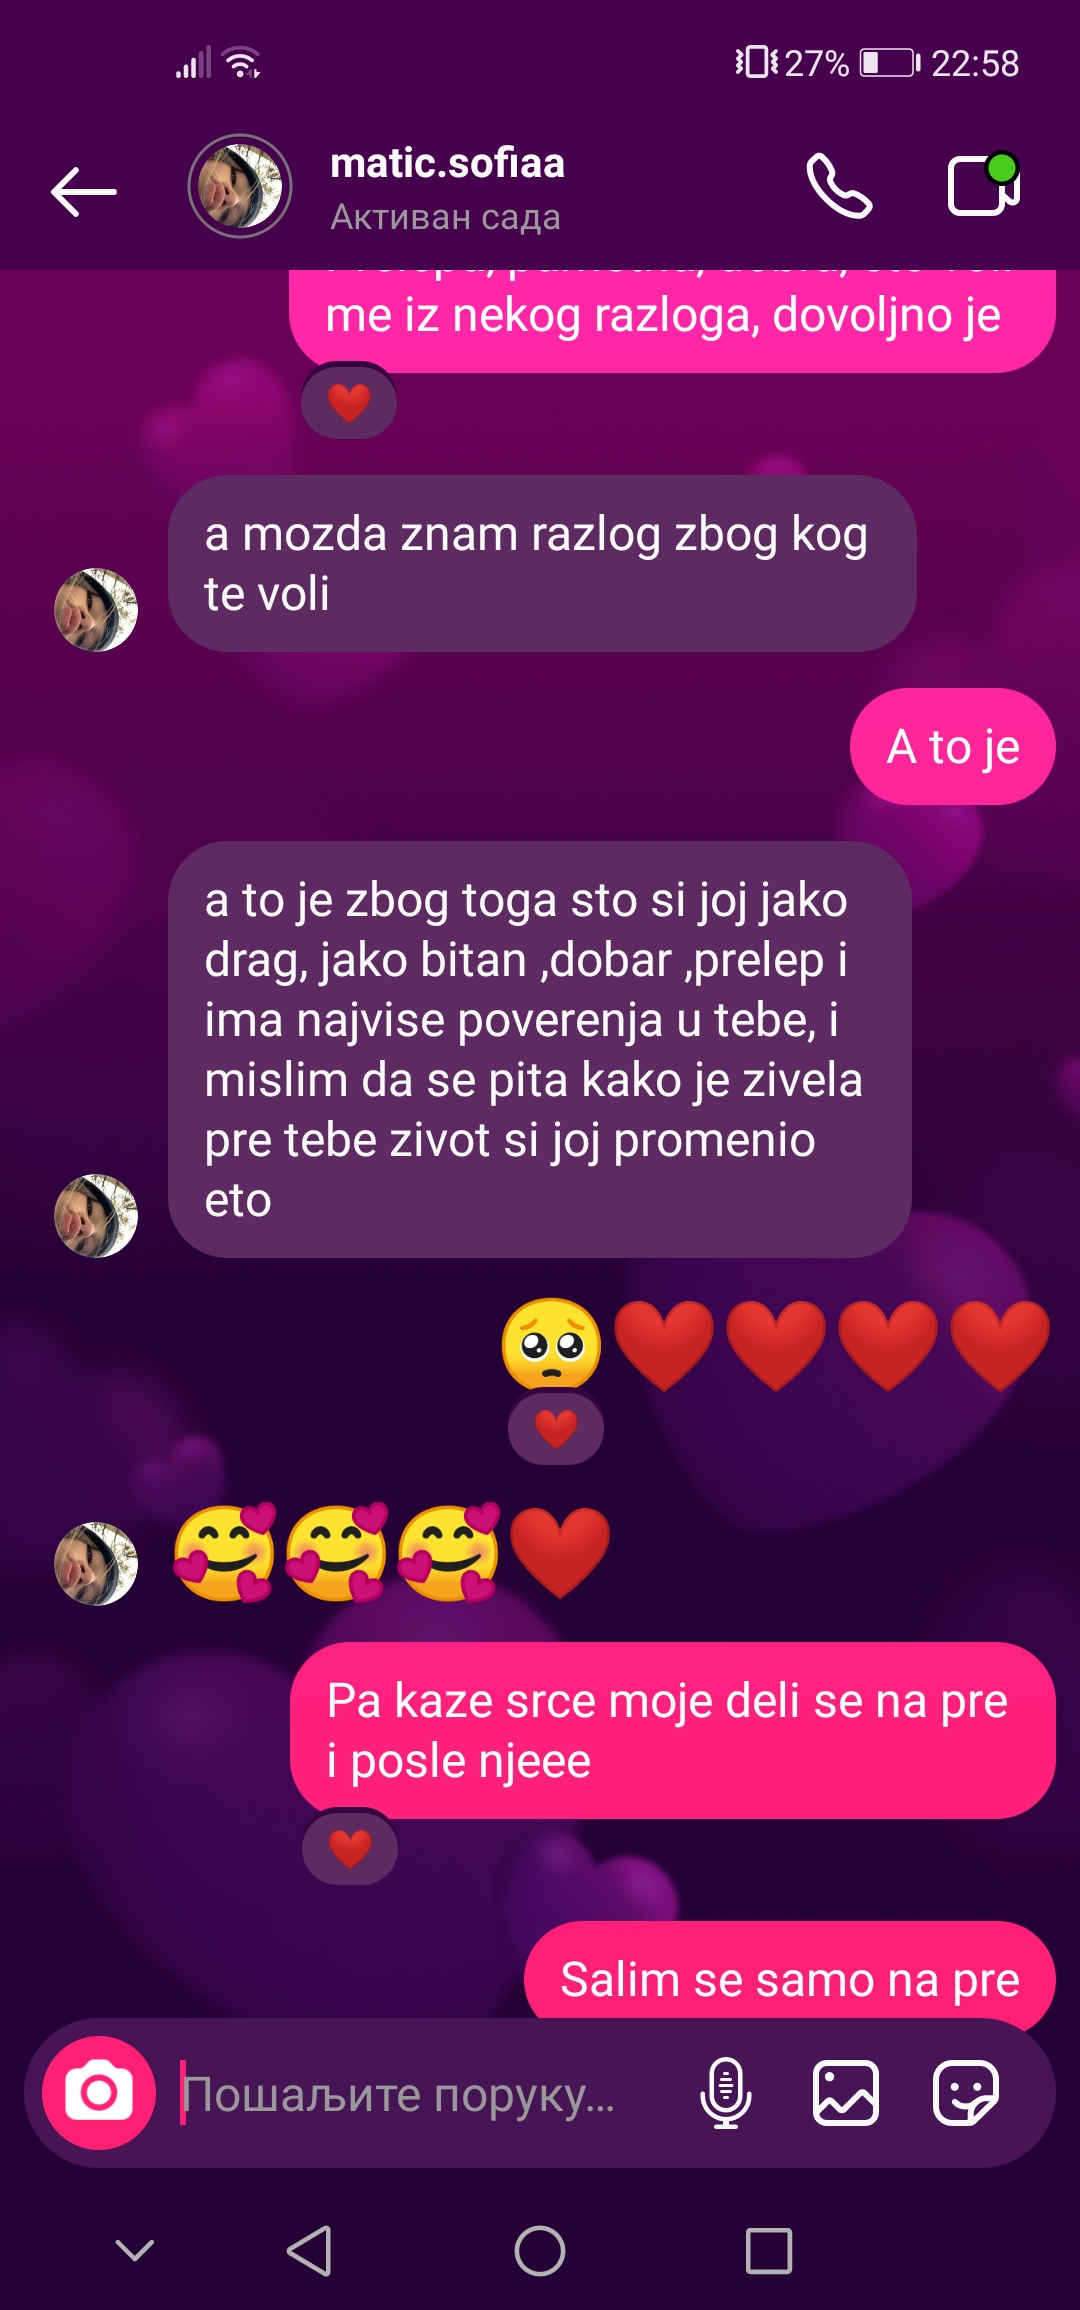 27%
22:58
matic.sofiaa
Активан сада
me iz nekog razloga, dovoljno je
a mozda znam razlog zbog kog
te voli
A to je
a to je zbog toga sto si joj jako
drag, jako bitan ,dobar ,prelep i
ima najvise poverenja u tebe, i
mislim da se pita kako je zivela
pre tebe zivot si joj promenio
eto
Pa kaze srce moje deli se na pre
i posle njeee
Salim se samo na pre
Пошаљите поруку...